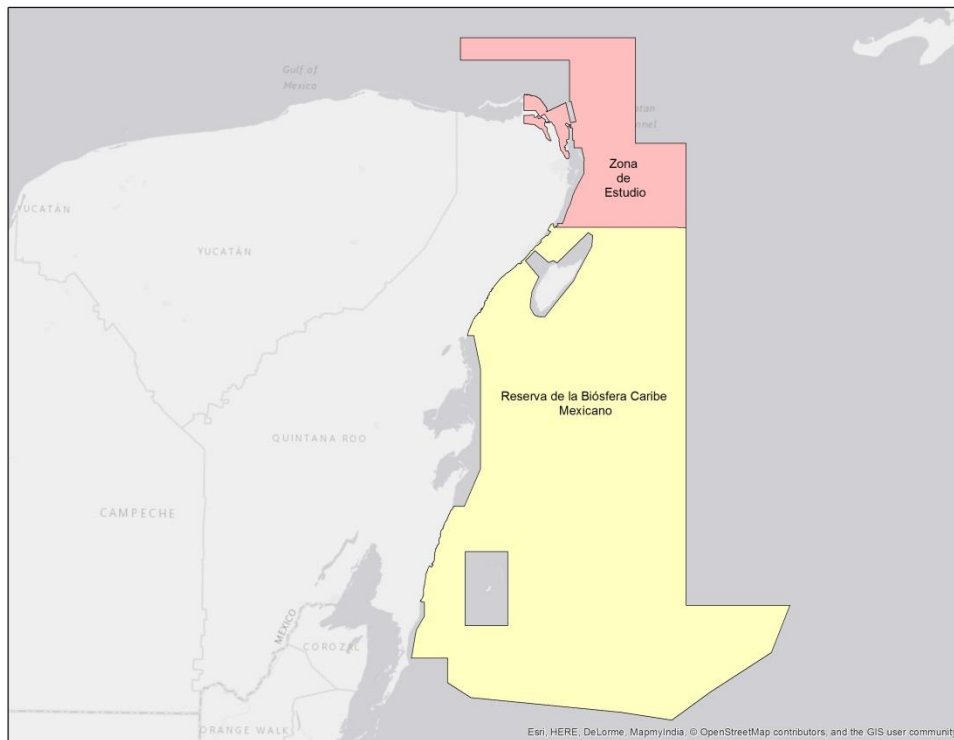 Gulf of
Mexico
Zona
de
Estudio
YUCATÁN
YUCATÁN
Reserva de la Biósfera Caribe
Mexicano
QUINTANA ROO
CAMPECHE
MEXICO
COROZAL
ORANGE WALK
Esri, HERE, DeLorme, MapmyIndia, © OpenStreetMap contributors, and the GIS user community